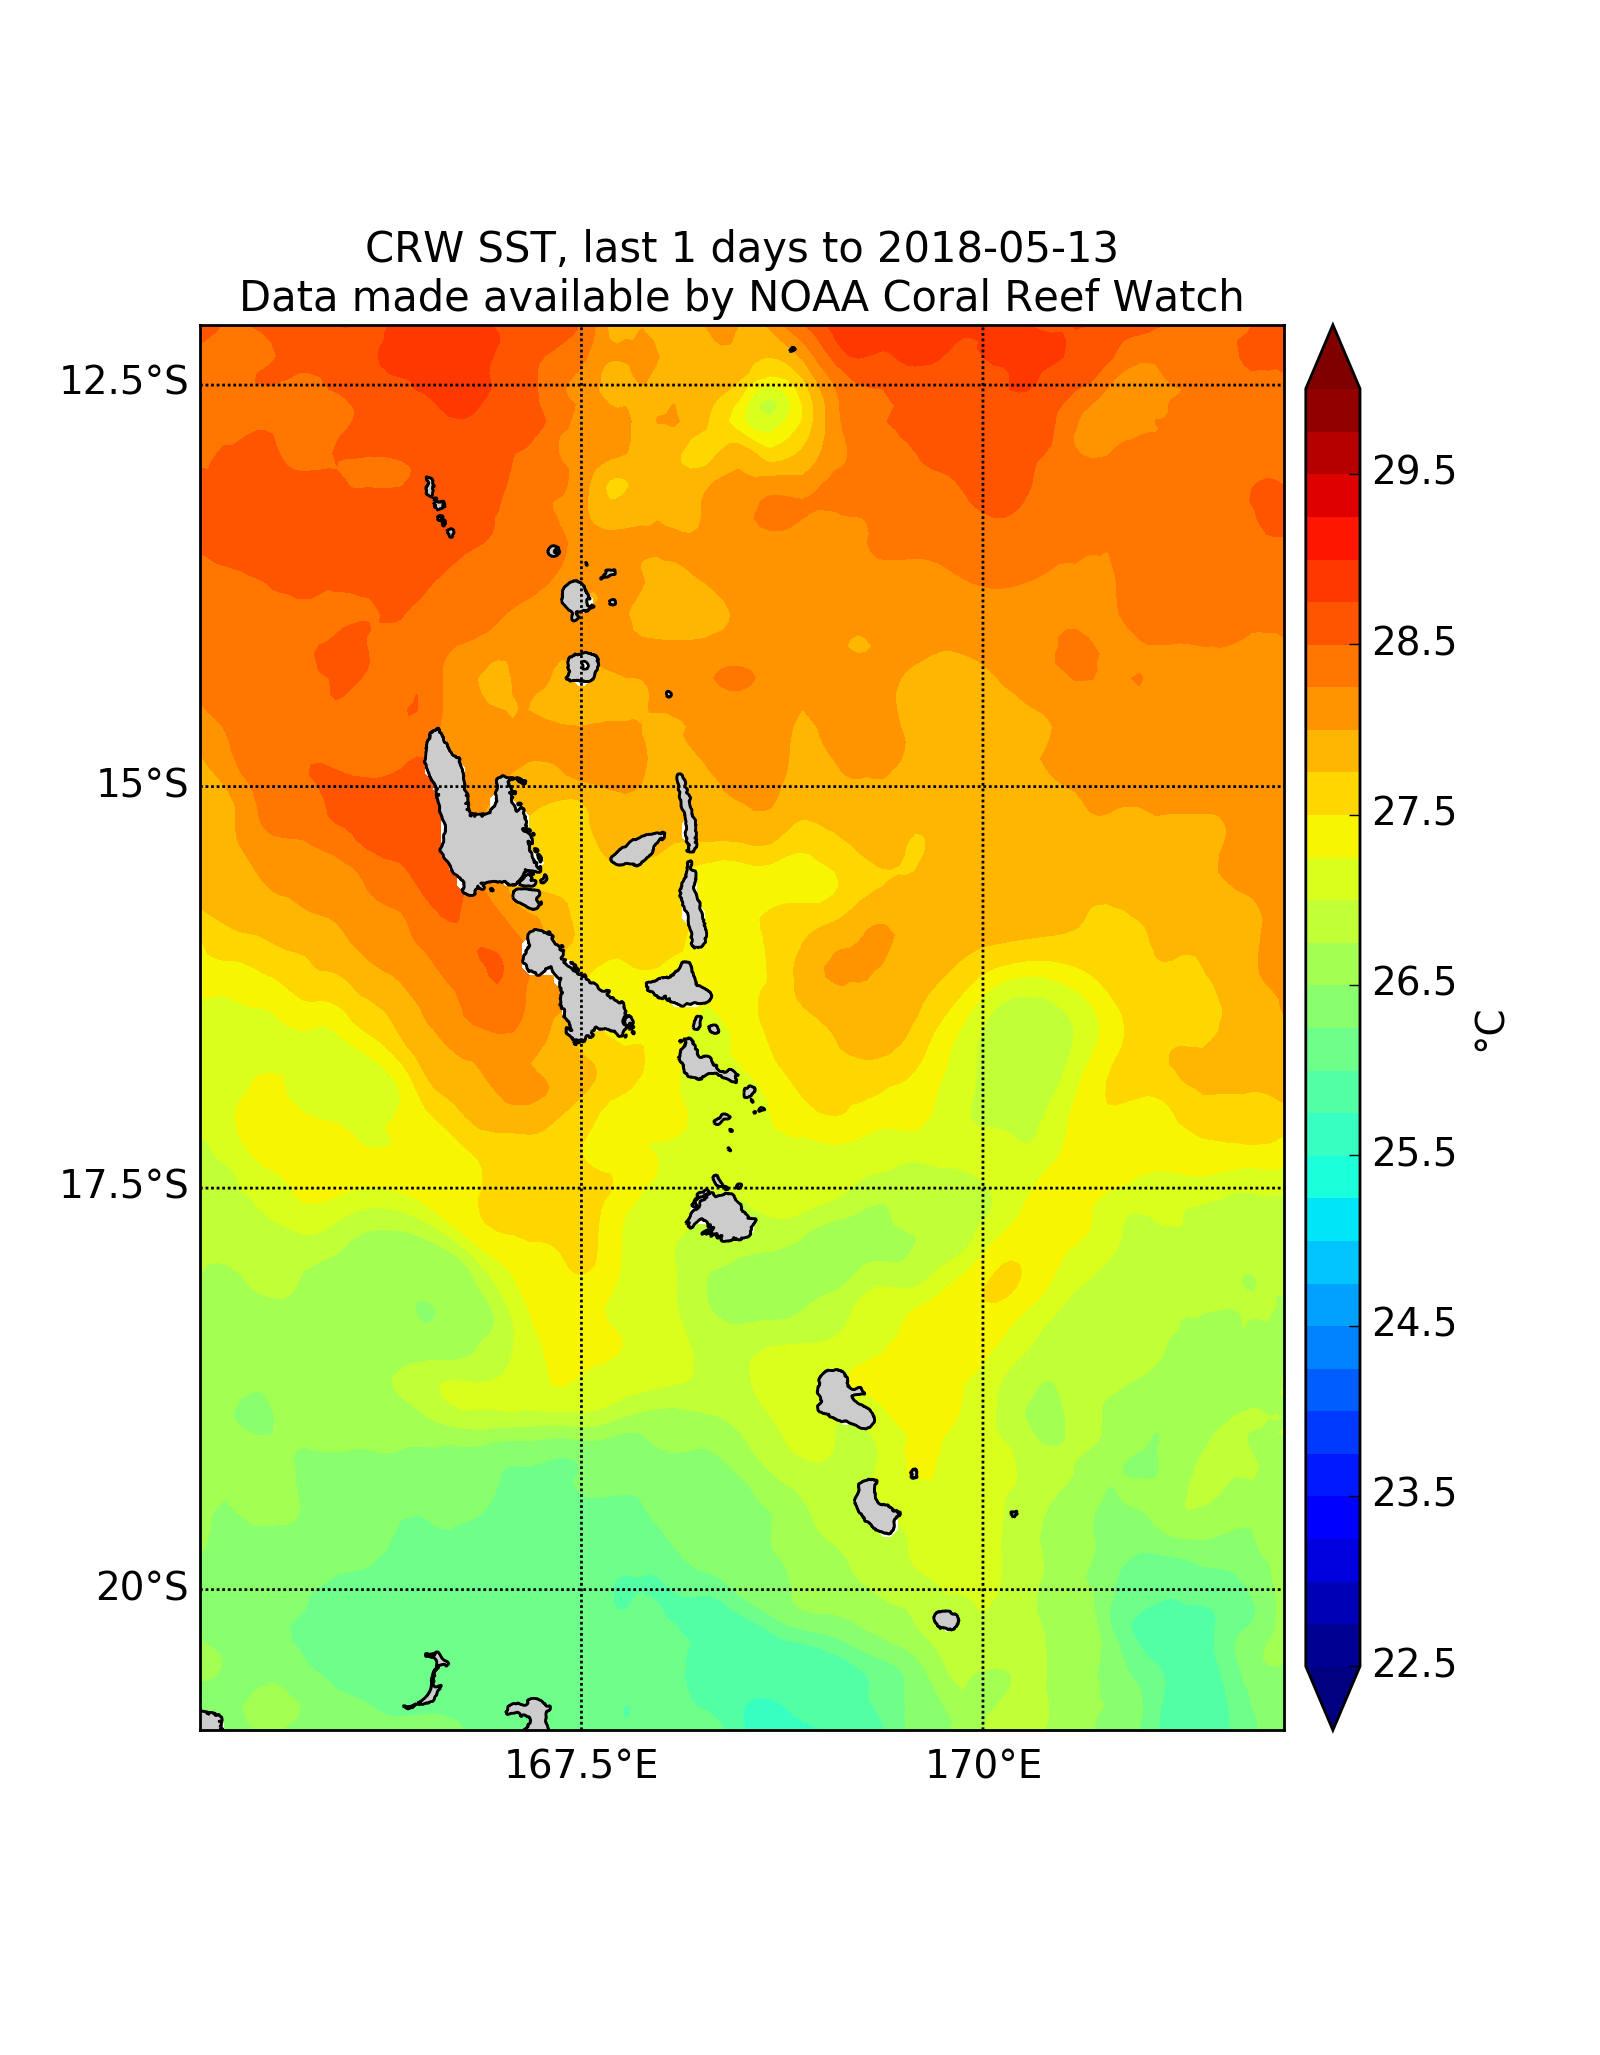 CRW SST, last 1 days to 2018-05-13
Data made available by NOAA Coral Reef Watch
12.5°S
15°S
17.5°S
20°S
167.5°E
170°E
29.5
28.5
27.5
26.5
25.5
24.5
23.5
22.5
°C